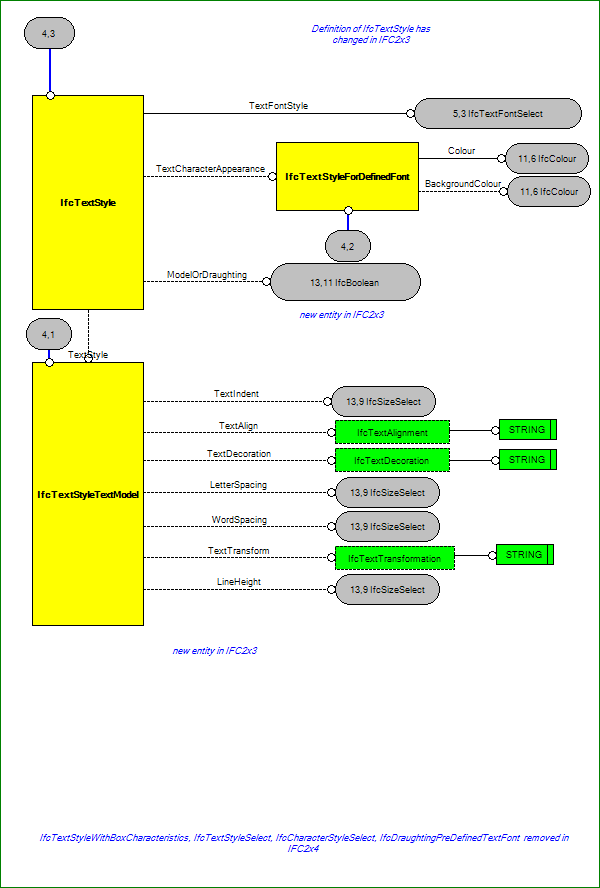 4,3
Definition of IfcTextStyle has
changed in IFC2x3
TextFontStyle
5,3 IfcTextFontSelect
IfcTextStyle
TextCharacterAppearance
IfcTextStyleForDefinedFont
Colour
11,6 IfcColour
BackgroundColour
11,6 IfcColour
4,2
ModelOrDraughting
13,11 IfcBoolean
new entity in IFC2x3
4,1
TextStyle
IfcTextStyleTextModel
TextIndent
13,9 IfcSizeSelect
TextAlign
IfcTextAlignment
STRING
TextDecoration
IfcTextDecoration
STRING
LetterSpacing
13,9 IfcSizeSelect
WordSpacing
13,9 IfcSizeSelect
TextTransform
IfcTextTransformation
STRING
LineHeight
13,9 IfcSizeSelect
new entity in IFC2x3
IfcTextStyleWithBoxCharacteristics, IfcTextStyleSelect, IfcCharacterStyleSelect, IfcDraughtingPreDefinedTextFont removed in
IFC2x4